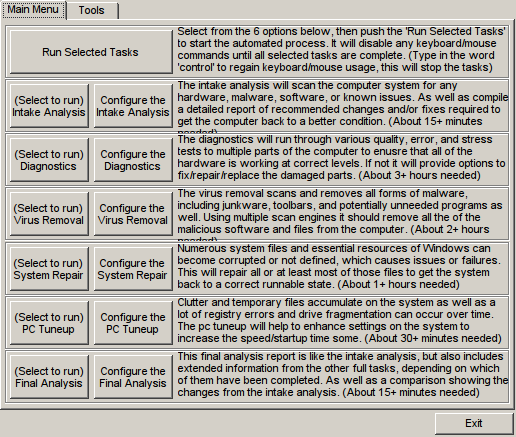 Main Menu
Tools
Run Selected Tasks
Select from the 6 options below, then push the 'Run Selected Tasks'
to start the automated process. It will disable any keyboard/mouse
commands until all selected tasks are complete. (Type in the word
'control' to regain keyboard/mouse usage, this will stop the tasks)
(Select to run)
Intake Analysis
Configure the
Intake Analysis
The intake analysis will scan the computer system for any
hardware, malware, software, or known issues. As well as compile
a detailed report of recommended changes and/or fixes required to
get the computer back to a better condition. (About 15+ minutes
needed)
(Select to run)
Diagnostics
Configure the
Diagnostics
The diagnostics will run through various quality, error, and stress
tests to multiple parts of the computer to enusre that all of the
hardware is working at correct levels. If not it will provide options to
fix/repair/replace the damaged parts. (About 3+ hours needed)
(Select to run)
Virus Removal
Configure the
Virus Removal
The virus removal scans and removes all forms of malware,
including junkware, toolbars, and potentially unneeded programs as
well. Using multiple scan engines it should remove all the of the
malicious software and files from the computer. (About 2+ hours
needed)
(Select to run)
System Repair
Configure the
System Repair
Numerous system files and essential resources of Windows can
become corrupted or not defined, which causes issues or failures.
This will repair all or at least most of those files to get the system
back to a correct runnable state. (About 1+ hours needed)
(Select to run)
PC Tuneup
Configure the
PC Tuneup
Clutter and temporary files accumulate on the system as well as a
lot of registry errors and drive fragmentation can occur over time.
The pc tuneup will help to enhance settings on the system to
increase the speed/startup time some. (About 30+ minutes needed)
(Select to run)
Final Analysis
Configure the
Final Analysis
This final analysis report is like the intake analysis, but also includes
extended information from the other full tasks, depending on which
of them have been completed. As well as a comparison showing the
changes from the intake analysis. (About 15+ minutes needed)
Exit